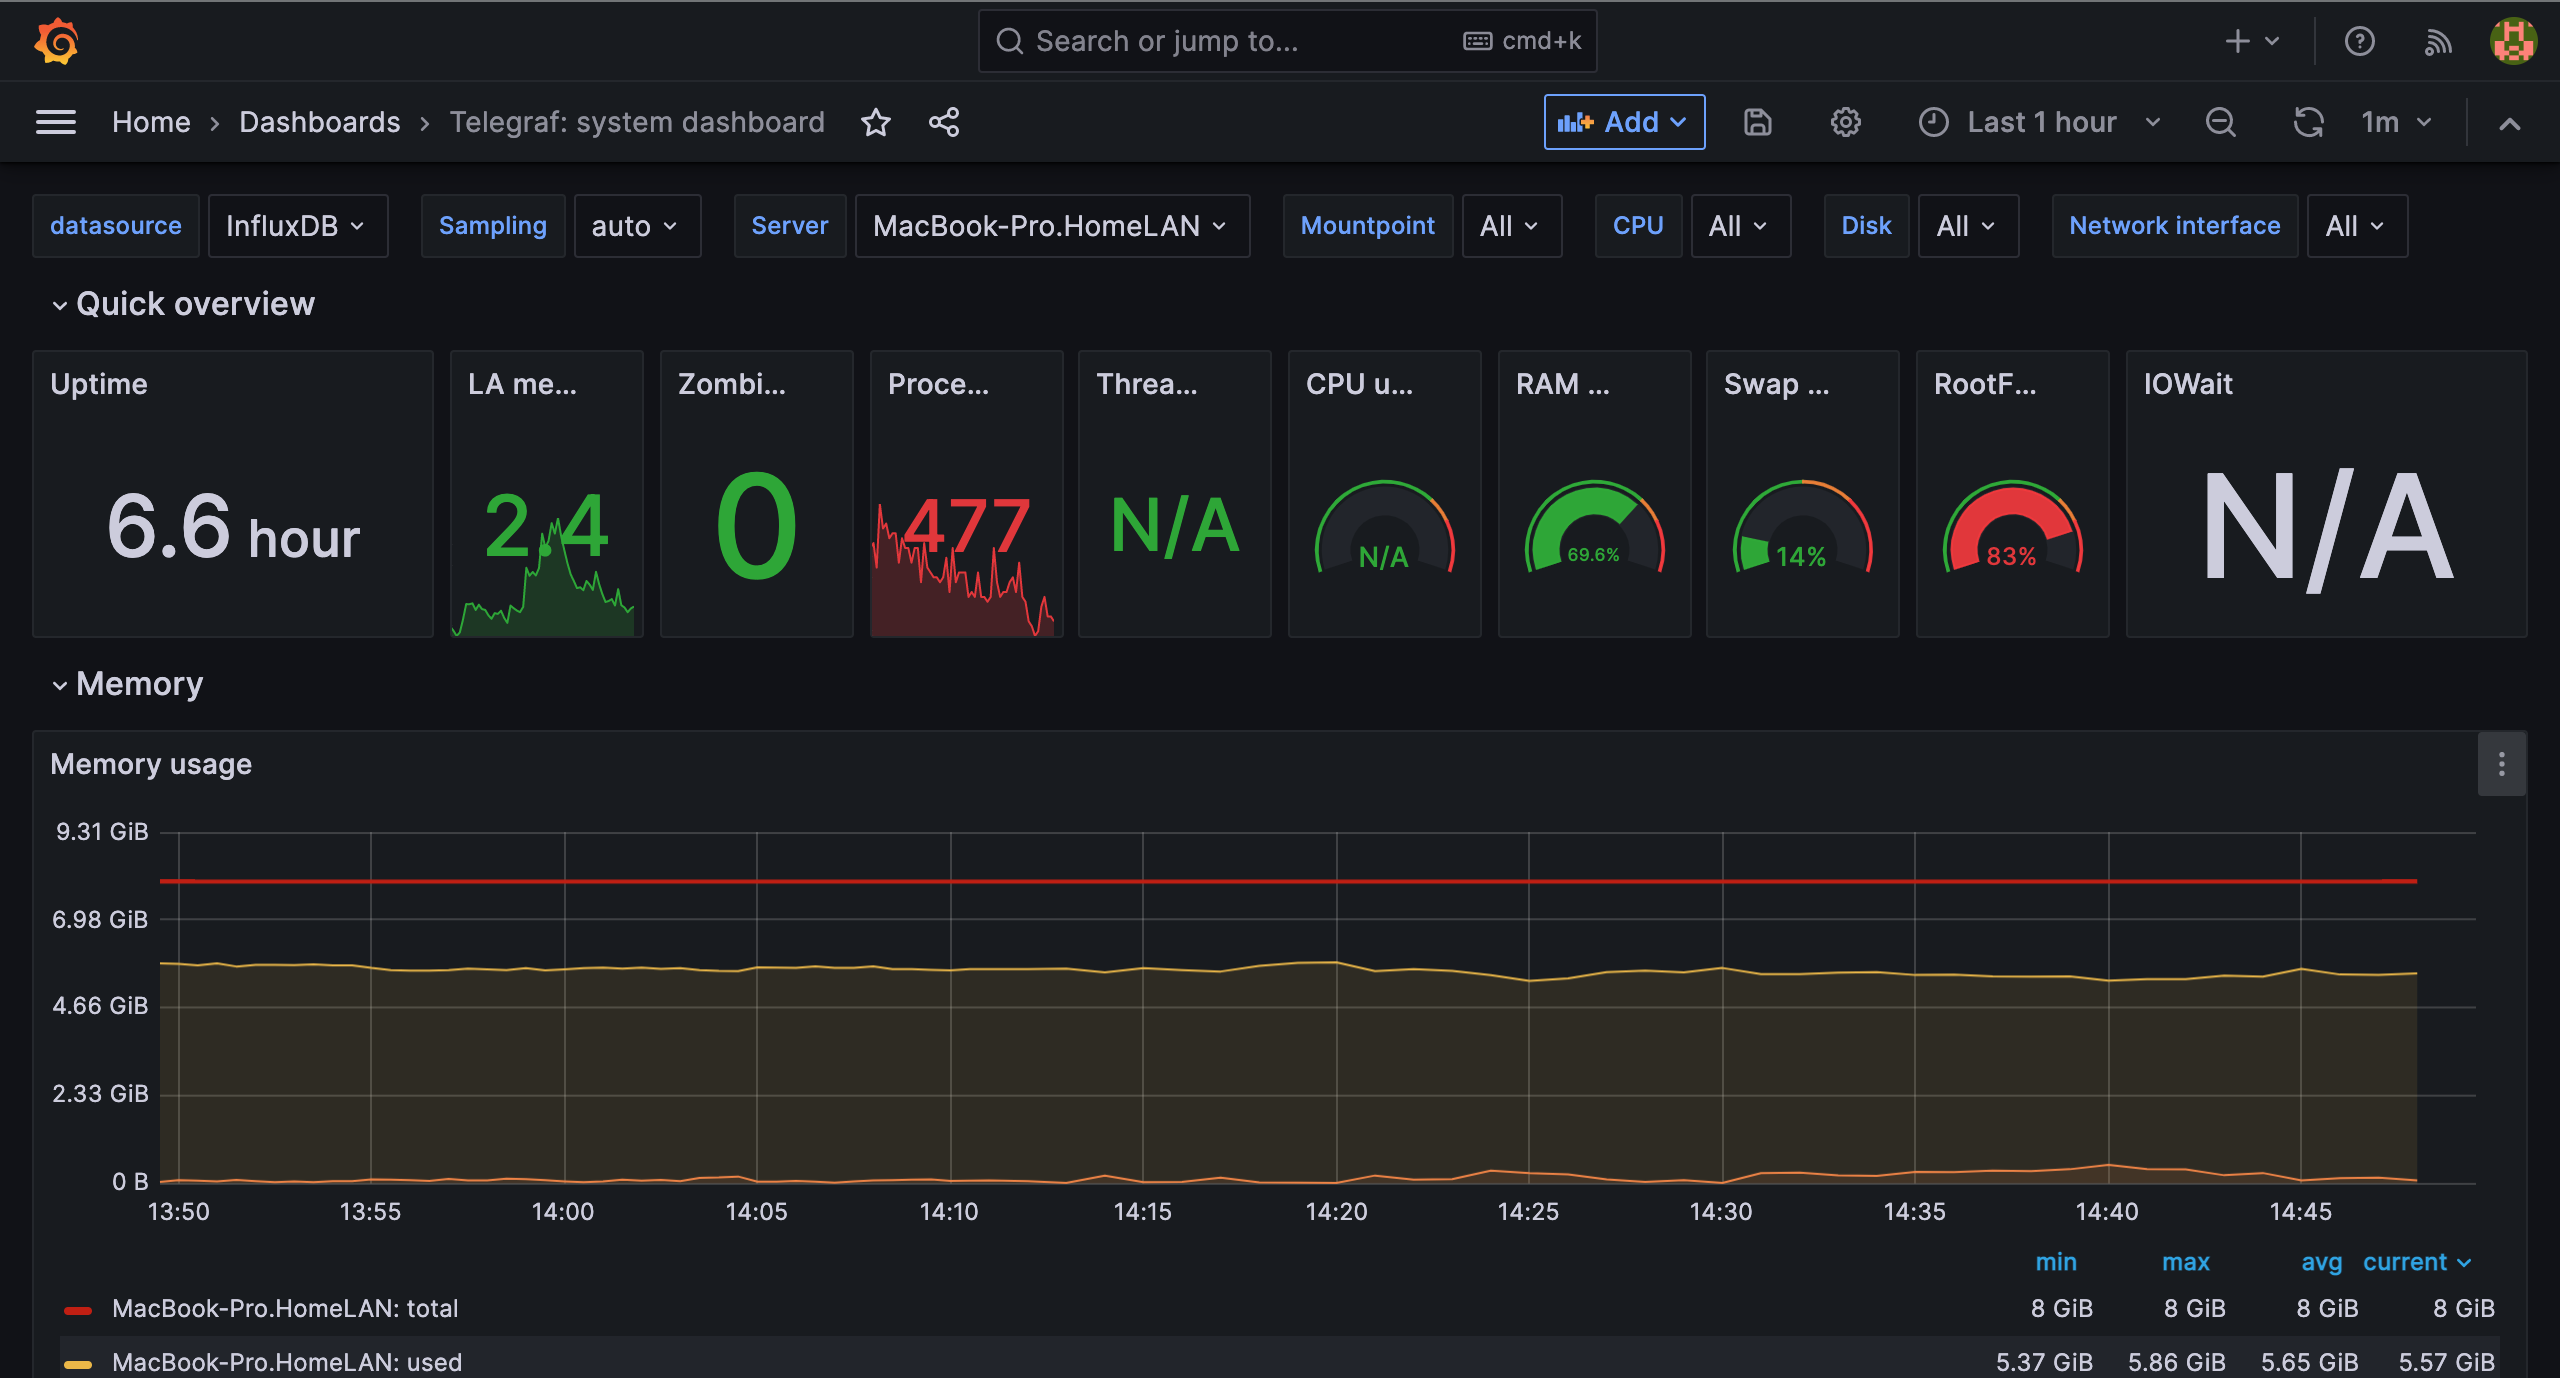 Search or jump to... cmd+k
Home › Dashboards › Telegraf: system dashboard Add Last 1 hour 1m
datasource InfluxDB Sampling auto Server MacBook-Pro.HomeLAN Mountpoint All CPU All Disk All Network interface All
Quick overview
Uptime LA me... Zombi... Proce... Threa... CPU u... RAM ... Swap ... RootF... IOWait
6.6 hour 2.4 0 477 N/A N/A 69.6% 14% 83% N/A
Memory
Memory usage
9.31 GiB
6.98 GiB
4.66 GiB
2.33 GiB
0 B
13:50 13:55 14:00 14:05 14:10 14:15 14:20 14:25 14:30 14:35 14:40 14:45
min max avg current
MacBook-Pro.HomeLAN: total 8 GiB 8 GiB 8 GiB 8 GiB
MacBook-Pro.HomeLAN: used 5.37 GiB 5.86 GiB 5.65 GiB 5.57 GiB